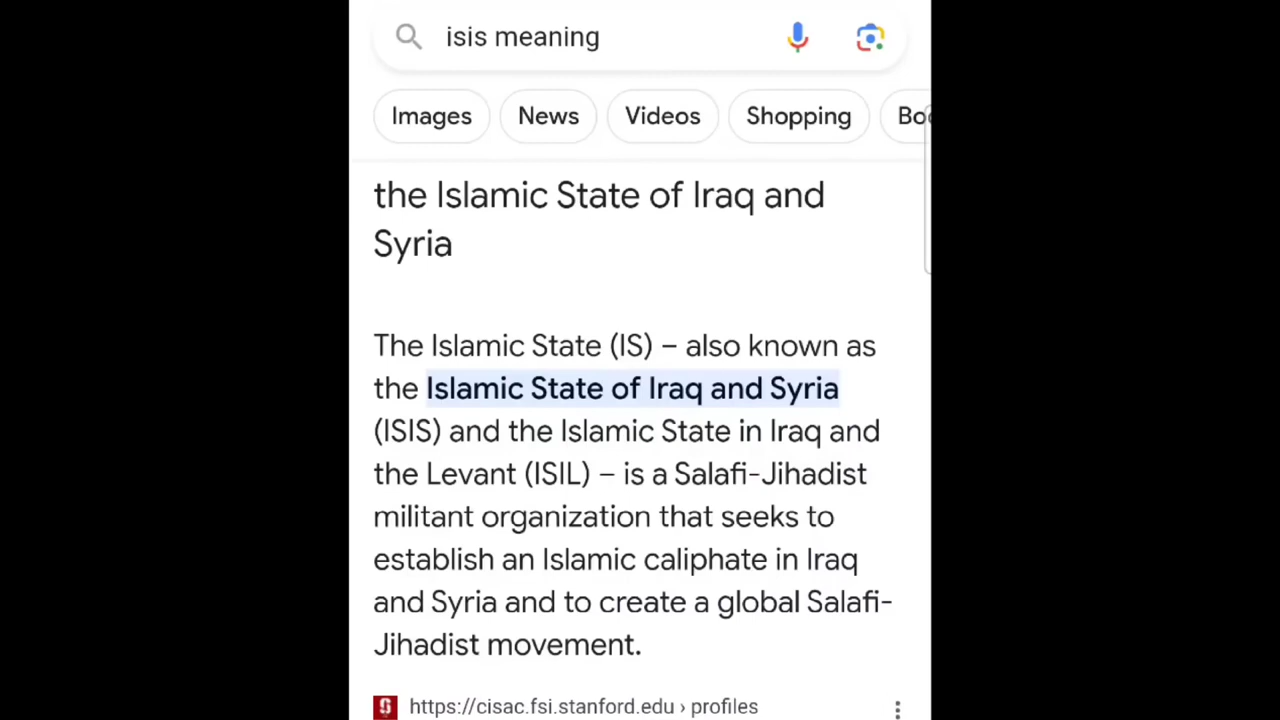 isis meaning
Images News Videos Shopping
the Islamic State of Iraq and
Syria
The Islamic State (IS) – also known as
the Islamic State of Iraq and Syria
(ISIS) and the Islamic State in Iraq and
the Levant (ISIL) – is a Salafi-Jihadist
militant organization that seeks to
establish an Islamic caliphate in Iraq
and Syria and to create a global Salafi-
Jihadist movement.
https://cisac.fsi.stanford.edu › profiles